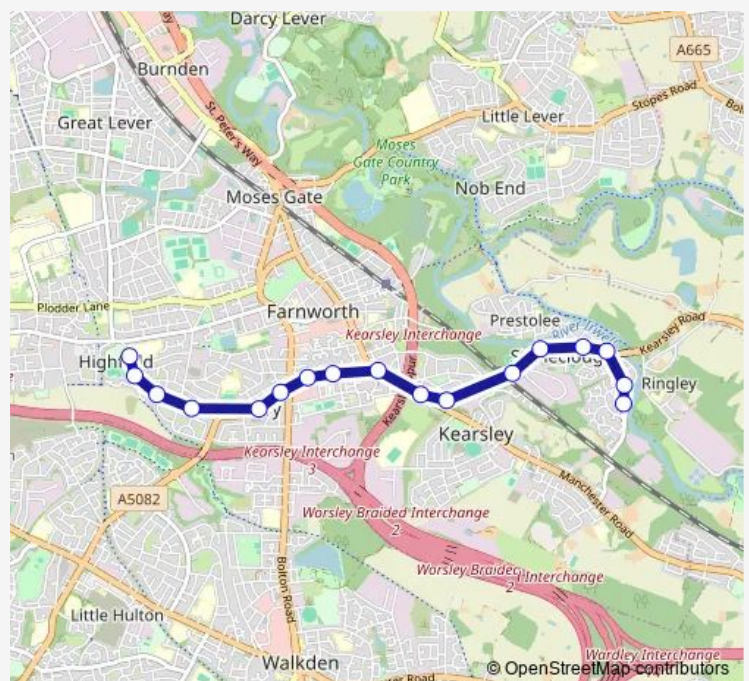 Darcy Lever
A665
Burnden
St. Peter's Way
Stopes Road
Little Lever
Great Lever
Moses
Gate Country
Park
Nob End
Moses Gate
Plodder Lane
Farnworth
Prestolee
Kearsley Road
Kearsley Interchange
River Irwell
Ringley
Kearsley
Kearsley Interchange
3
A5082
Worsley Braided Interchange
2
Manchester Road
Worsley Braided Interchange
2
Bolton Road
Little Hulton
Walkden
Wardley Interchange
Road
© OpenStreetMap contributors